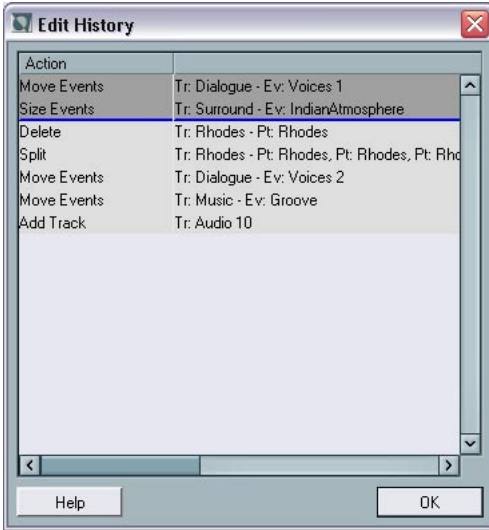 Edit History
Action
Move Events Tr: Dialogue - Ev: Voices 1
Size Events Tr: Surround - Ev: IndianAtmosphere
Delete Tr: Rhodes - Pt: Rhodes
Split Tr: Rhodes - Pt: Rhodes, Pt: Rhodes, Pt: Rho
Move Events Tr: Dialogue - Ev: Voices 2
Move Events Tr: Music - Ev: Groove
Add Track Tr: Audio 10
Help OK